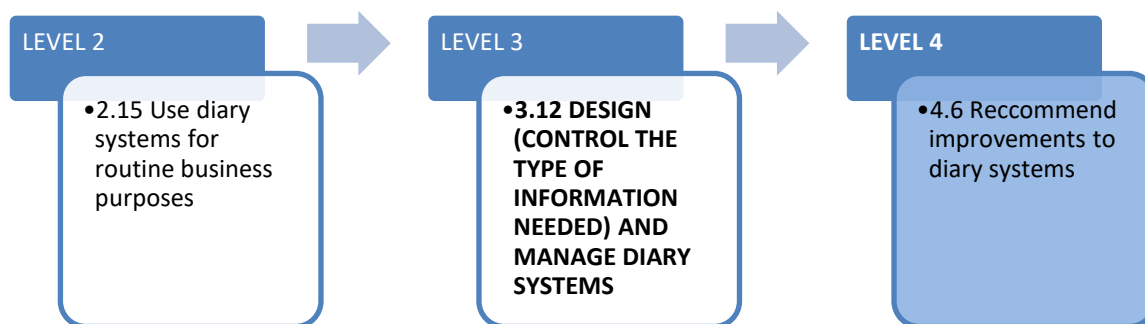 LEVEL 2
•2.15 Use diary
systems for
routine business
purposes
LEVEL 3
•3.12 DESIGN
(CONTROL THE
TYPE OF
INFORMATION
NEEDED) AND
MANAGE DIARY
SYSTEMS
LEVEL 4
•4.6 Reccommend
improvements to
diary systems